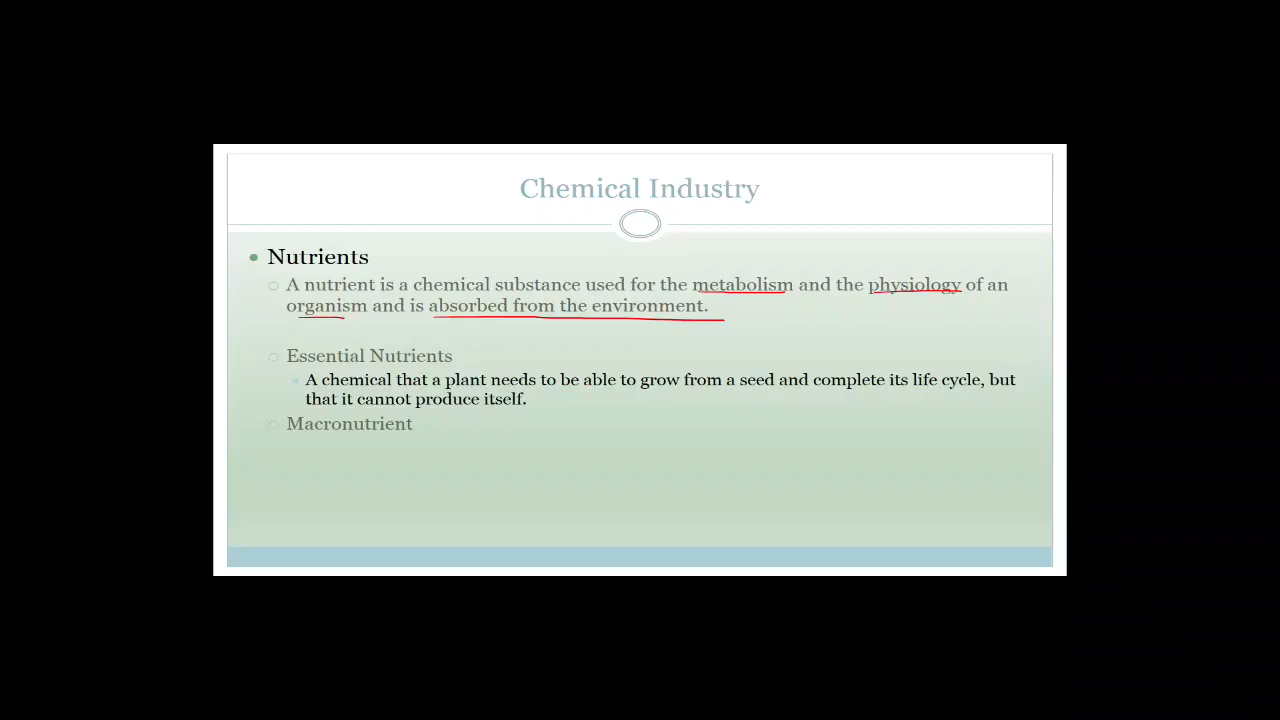 Chemical Industry
Nutrients
A nutrient is a chemical substance used for the metabolism and the physiology of an
organism and is absorbed from the environment.
Essential Nutrients
A chemical that a plant needs to be able to grow from a seed and complete its life cycle, but
that it cannot produce itself.
Macronutrient